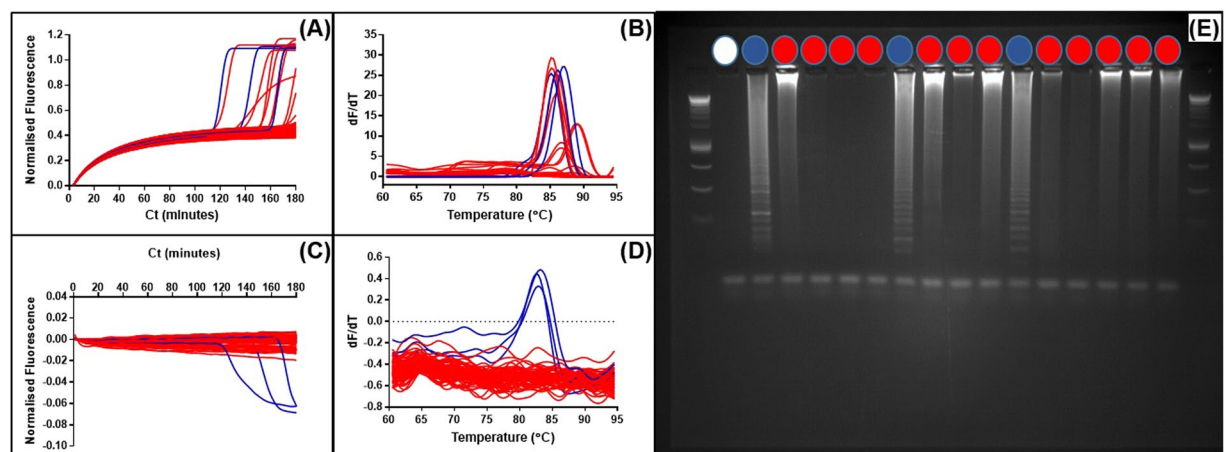 (A)
Normalised Fluorescence
1.2
1.0
0.8
0.6
0.4
0.2
0.0
0 20 40 60 80 100 120 140 160 180
Ct (minutes)
(B)
dF/dT
35
30
25
20
15
10
5
0
60 65 70 75 80 85 90 95
Temperature (°C)
(C)
Ct (minutes)
0 20 40 60 80 100 120 140 160 180
Normalised Fluorescence
0.04
0.02
0.00
-0.02
-0.04
-0.06
-0.08
-0.10
(D)
dF/dT
0.6
0.4
0.2
0.0
-0.2
-0.4
-0.6
-0.8
60 65 70 75 80 85 90 95
Temperature (°C)
(E)